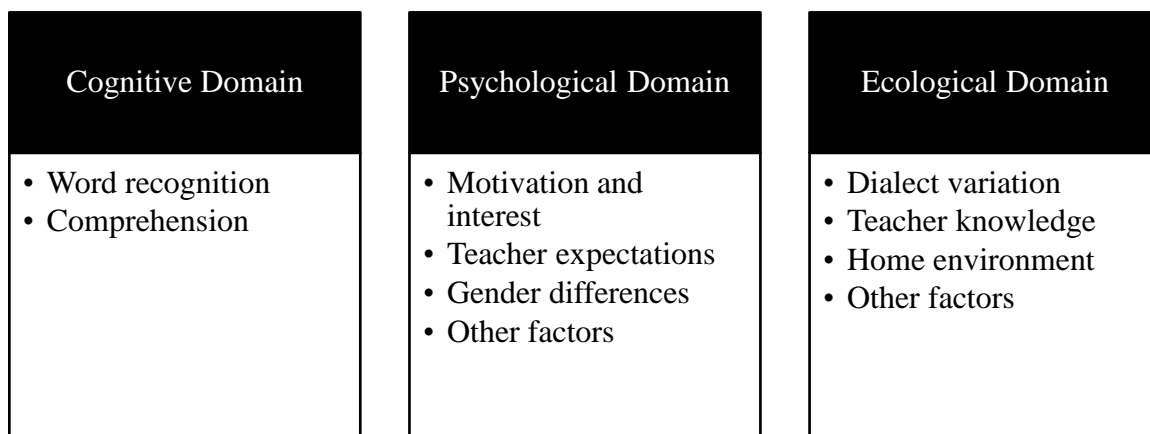 Cognitive Domain
• Word recognition
• Comprehension
Psychological Domain
• Motivation and
interest
• Teacher expectations
• Gender differences
• Other factors
Ecological Domain
• Dialect variation
• Teacher knowledge
• Home environment
• Other factors